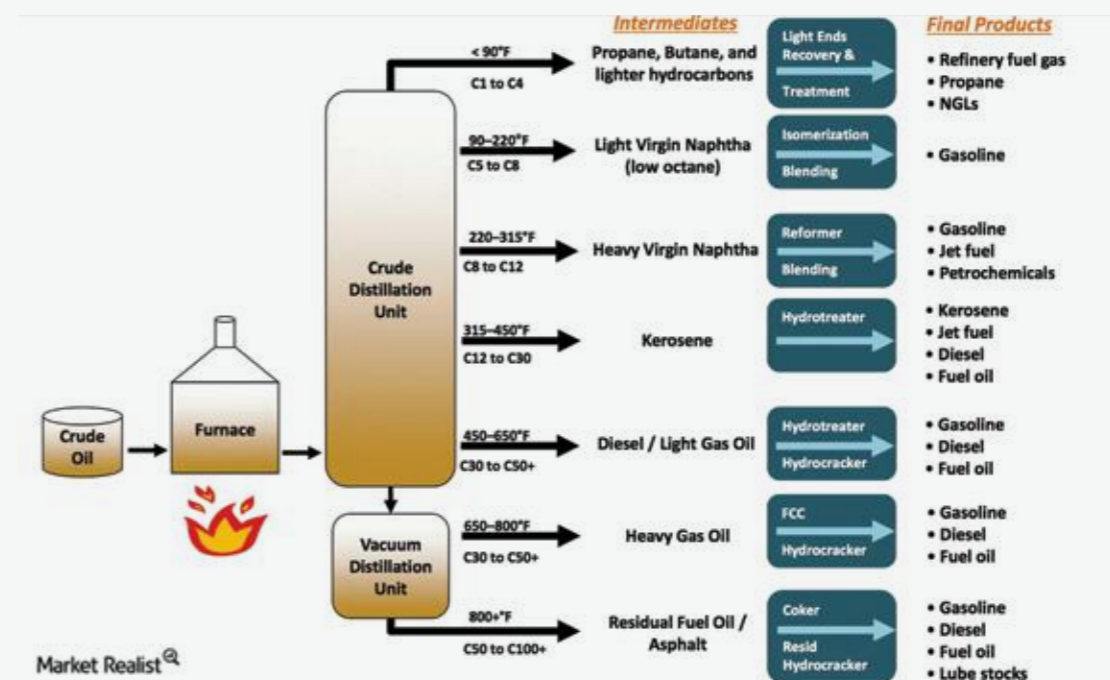 Intermediates
Final Products
< 90°F
C1 to C4
Propane, Butane, and
lighter hydrocarbons
Light Ends
Recovery &
Treatment
• Refinery fuel gas
• Propane
• NGLs
90–220°F
C5 to C8
Light Virgin Naphtha
(low octane)
Isomerization
Blending
• Gasoline
220–315°F
C8 to C12
Heavy Virgin Naphtha
Reformer
Blending
• Gasoline
• Jet fuel
• Petrochemicals
Crude
Distillation
Unit
315–450°F
C12 to C30
Kerosene
Hydrotreater
• Kerosene
• Jet fuel
• Diesel
• Fuel oil
Crude
Oil
Furnace
450–650°F
C30 to C50+
Diesel / Light Gas Oil
Hydrotreater
Hydrocracker
• Gasoline
• Diesel
• Fuel oil
Vacuum
Distillation
Unit
650–800°F
C30 to C50+
Heavy Gas Oil
FCC
Hydrocracker
• Gasoline
• Diesel
• Fuel oil
800+°F
C50 to C100+
Residual Fuel Oil /
Asphalt
Coker
Resid
Hydrocracker
• Gasoline
• Diesel
• Fuel oil
• Lube stocks
Market Realist